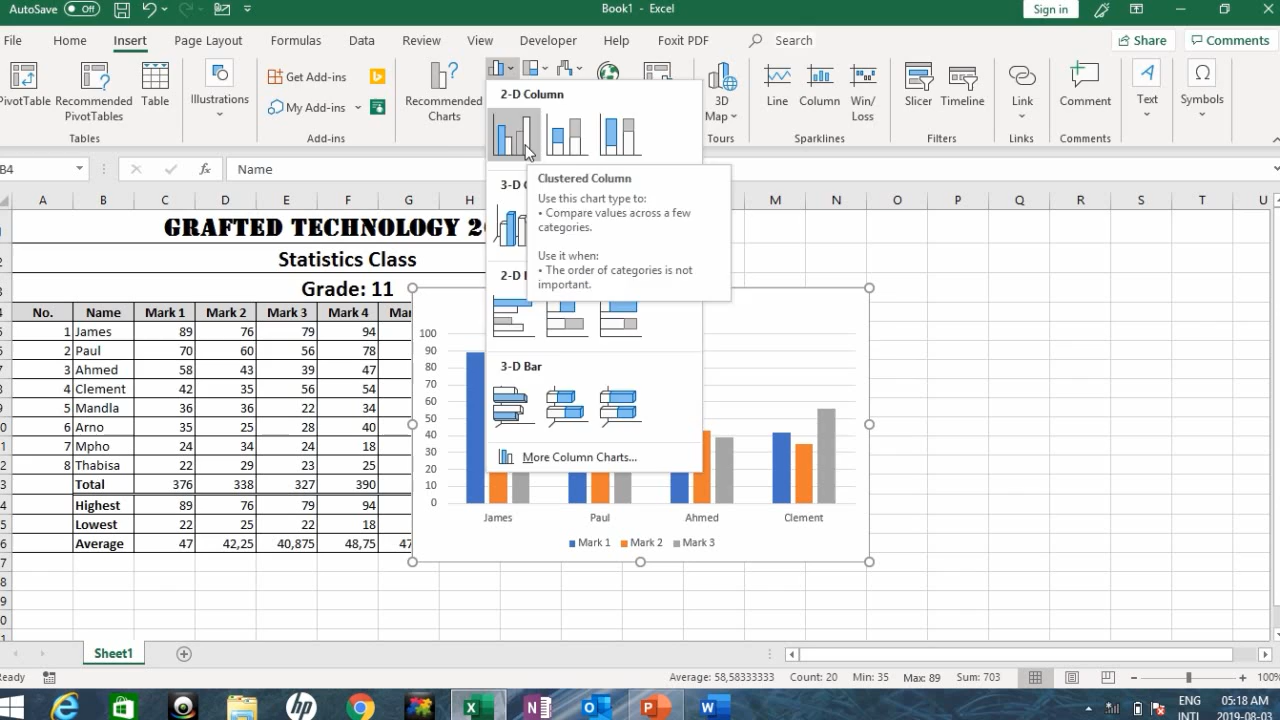 AutoSave Off
Book1 - Excel
Sign in
File Home Insert Page Layout Formulas Data Review View Developer Help Foxit PDF Search Share Comments
PivotTable Recommended PivotTables Table
Illustrations
Get Add-ins
My Add-ins
Recommended Charts
3D Map
Line Column Win/Loss
Slicer Timeline
Link
Comment
Text
Symbols
Tables Add-ins Tours Sparklines Filters Links Comments
2-D Column
Clustered Column
Use this chart type to:
• Compare values across a few
categories.
Use it when:
• The order of categories is not
important.
3-D C
2-D
3-D Bar
More Column Charts...
B4
fx
Name
A B C D E F G H M N O P Q R S T U
GRAFTED TECHNOLOGY 2
Statistics Class
Grade: 11
No. Name Mark 1 Mark 2 Mark 3 Mark 4 Ma
1 James 89 76 79 94
2 Paul 70 60 56 78
3 Ahmed 58 43 39 47
4 Clement 42 35 56 54
5 Mandla 36 36 22 34
6 Arno 35 25 28 40
7 Mpho 24 34 24 18
8 Thabisa 22 29 23 25
Total 376 338 327 390
Highest 89 76 79 94
Lowest 22 25 22 18
Average 47 42,25 40,875 48,75 47
100
90
80
70
60
50
40
30
20
10
0
James Paul Ahmed Clement
Mark 1 Mark 2 Mark 3
Sheet1
Ready
Average: 58,58333333 Count: 20 Min: 35 Max: 89 Sum: 703
100%
ENG
INTL
05:18 AM
2019-08-03